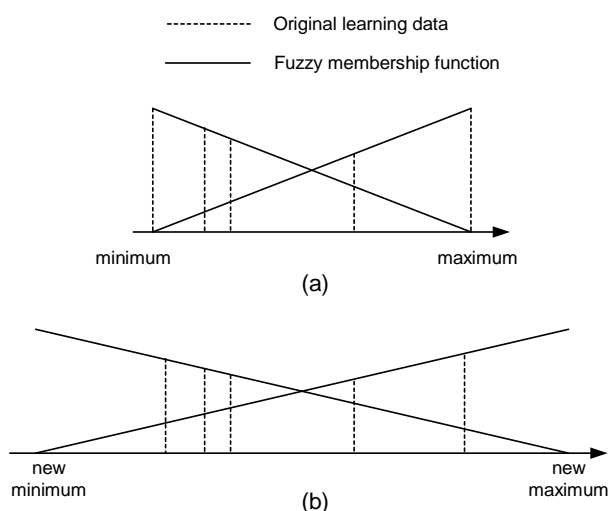 Original learning data
Fuzzy membership function
minimum
maximum
(a)
new
minimum
new
maximum
(b)